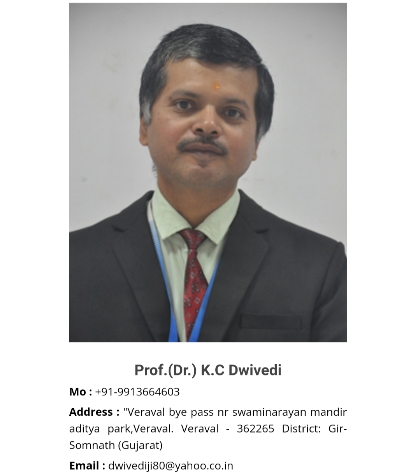 Prof.(Dr.) K.C Dwivedi
Mo : +91-9913664603
Address : "Veraval bye pass nr swaminarayan mandir
aditya park,Veraval. Veraval - 362265 District: Gir-
Somnath (Gujarat)
Email : dwivediji80@yahoo.co.in